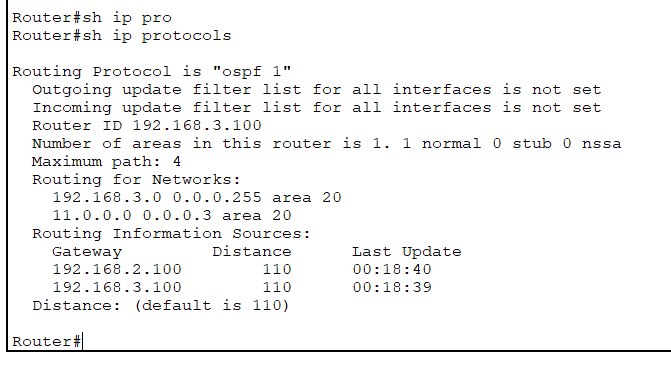 Router#sh ip pro
Router#sh ip protocols
Routing Protocol is "ospf 1"
Outgoing update filter list for all interfaces is not set
Incoming update filter list for all interfaces is not set
Router ID 192.168.3.100
Number of areas in this router is 1. 1 normal 0 stub 0 nssa
Maximum path: 4
Routing for Networks:
192.168.3.0 0.0.0.255 area 20
11.0.0.0 0.0.0.3 area 20
Routing Information Sources:
Gateway Distance Last Update
192.168.2.100 110 00:18:40
192.168.3.100 110 00:18:39
Distance: (default is 110)
Router#